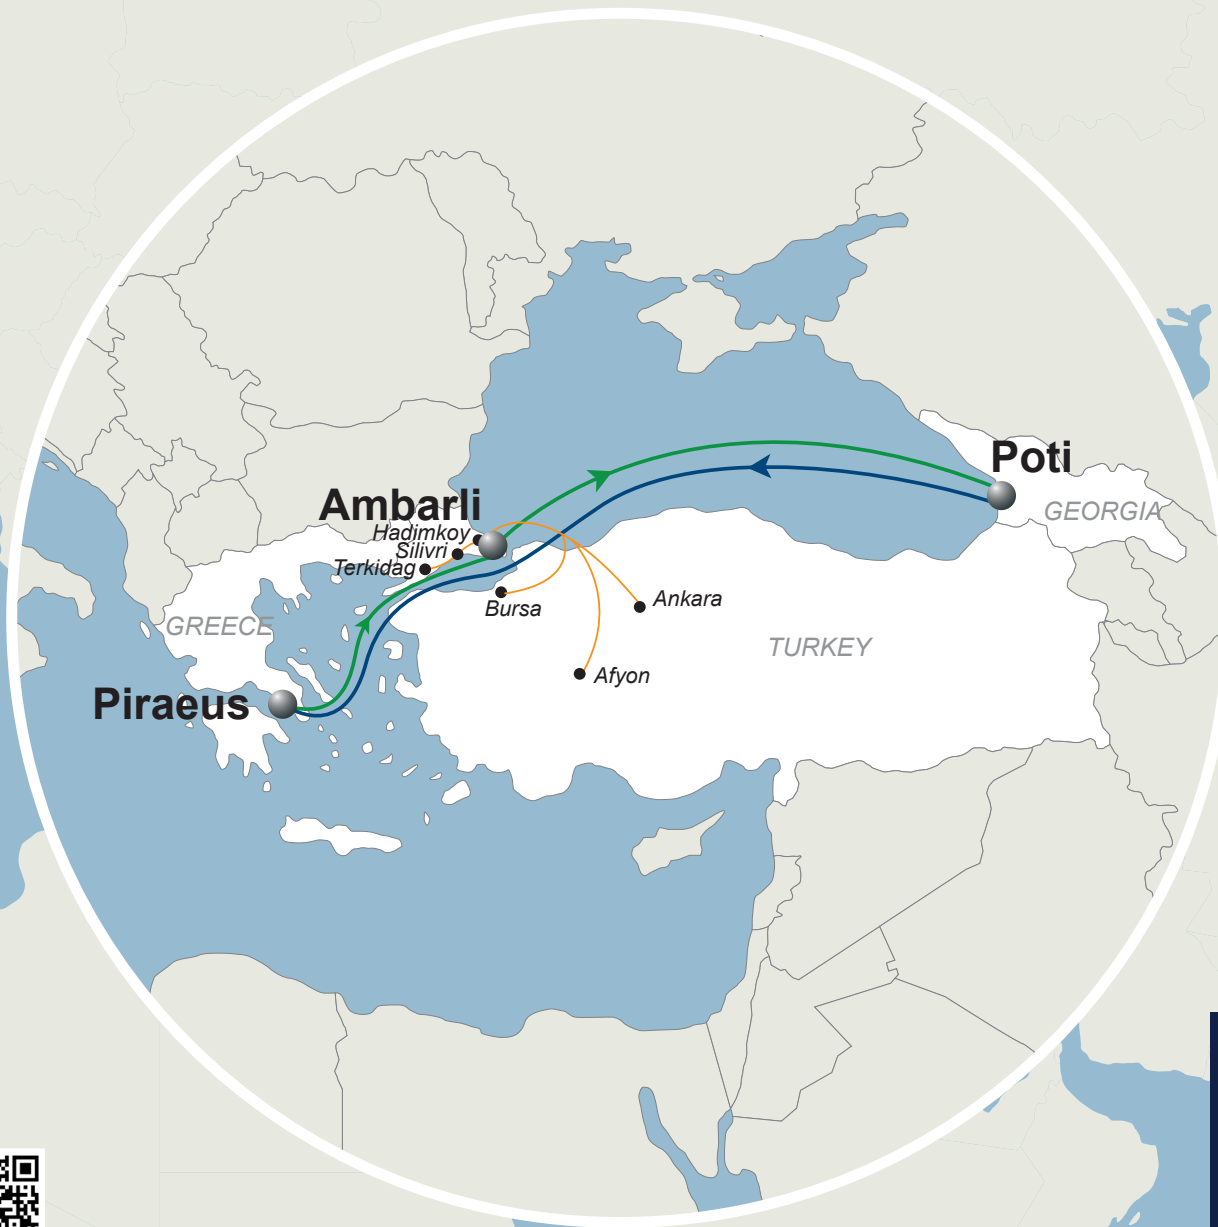 Poti
Ambarli
GEORGIA
Hadimkoy
Silivri
Terkidag
Bursa
Ankara
GREECE
TURKEY
Afyon
Piraeus